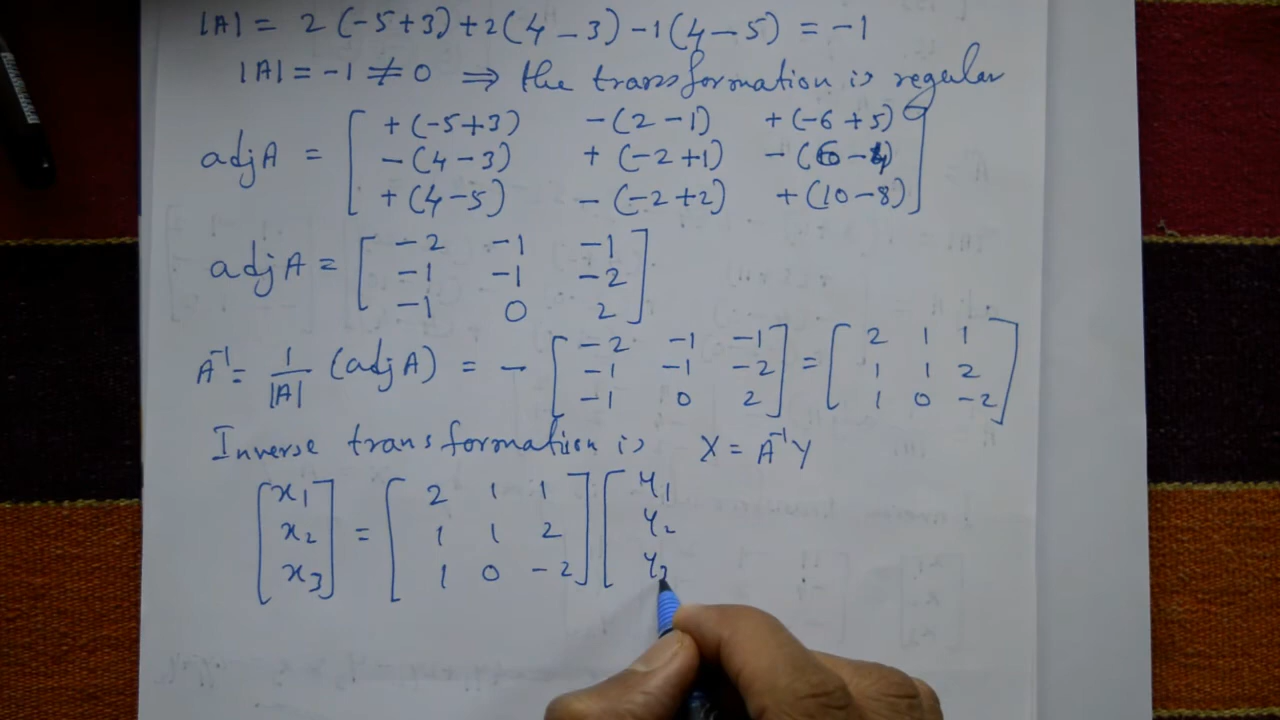 |A| = 2(-5+3)+2(4-3)-1(4-5) = -1
|A| = -1 ≠ 0 ⇒ the transformation is regular
adj A = [ +(-5+3) -(2-1) +(-6+5)
-(4-3) +(-2+1) -(6-4)
+(4-5) -(-2+2) +(10-8) ]
adj A = [ -2 -1 -1
-1 -1 -2
-1 0 2 ]
A⁻¹ = 1/|A| (adj A) = - [ -2 -1 -1
-1 -1 -2
-1 0 2 ] = [ 2 1 1
1 1 2
1 0 -2 ]
Inverse transformation is X = A⁻¹Y
[ x₁
x₂
x₃ ] = [ 2 1 1
1 1 2
1 0 -2 ] [ y₁
y₂
y₃